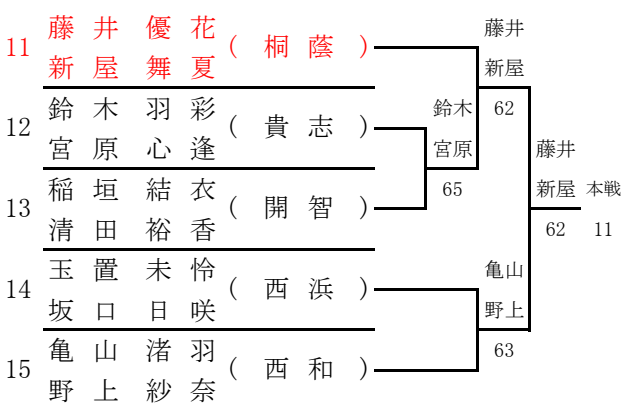 11 藤井 優花 (桐蔭)
新屋 舞夏
12 鈴木 羽彩 (貴志)
宮原 心逢
13 稲垣 結衣 (開智)
清田 裕香
14 玉置 未怜 (西浜)
坂口 日咲
15 亀山 渚羽 (西和)
野上 紗奈
鈴木
宮原
65
藤井
新屋
62
亀山
野上
63
藤井
新屋
62
本戦
11